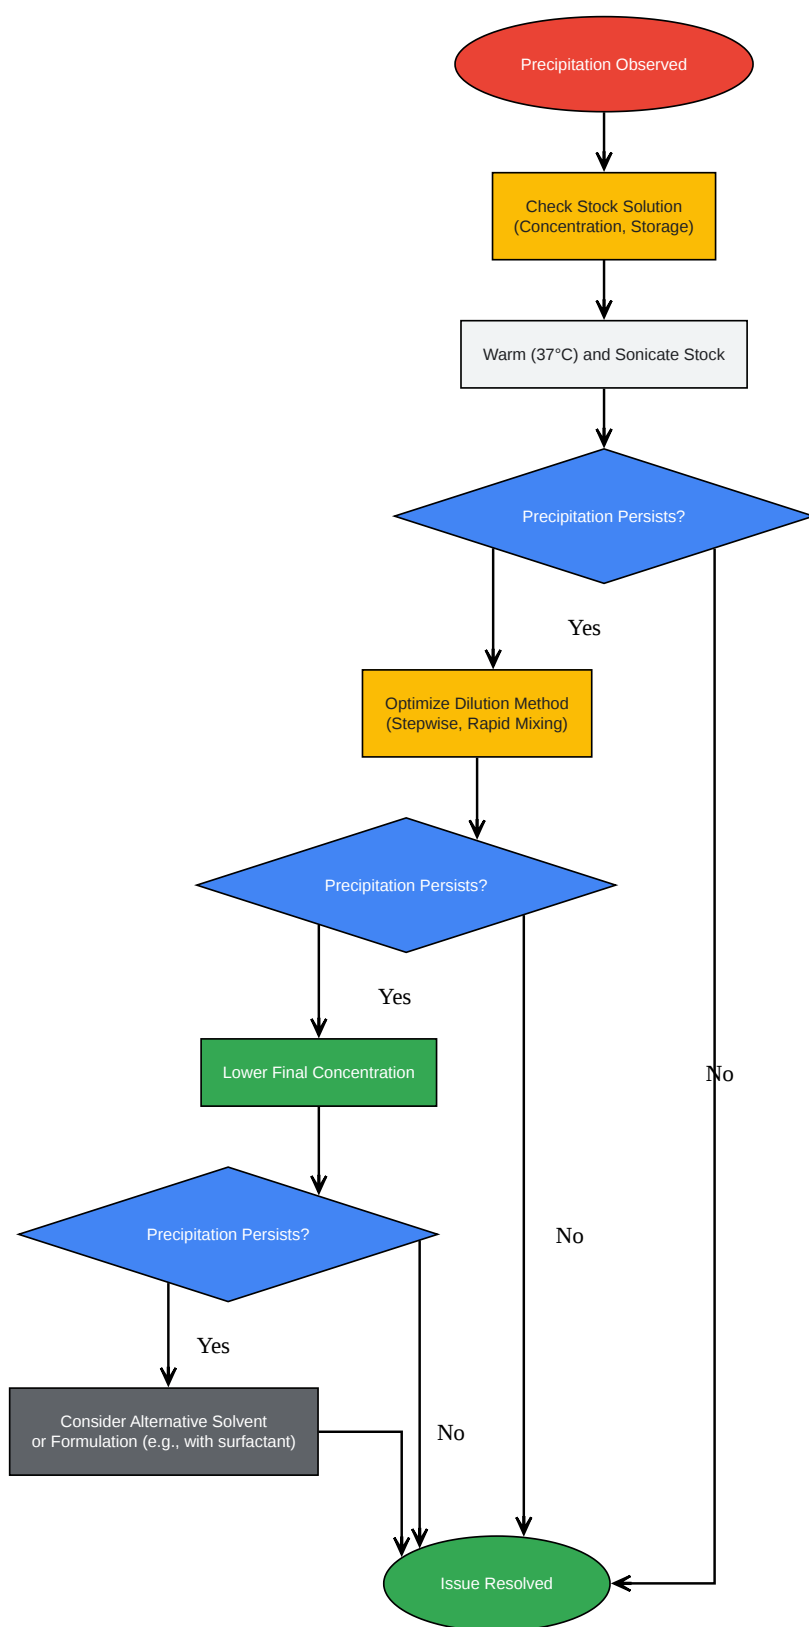 Precipitation Observed
Check Stock Solution
(Concentration, Storage)
Warm (37°C) and Sonicate Stock
Precipitation Persists?
Yes
Optimize Dilution Method
(Stepwise, Rapid Mixing)
Precipitation Persists?
Yes
Lower Final Concentration
No
Precipitation Persists?
No
Yes
Consider Alternative Solvent
or Formulation (e.g., with surfactant)
No
Issue Resolved